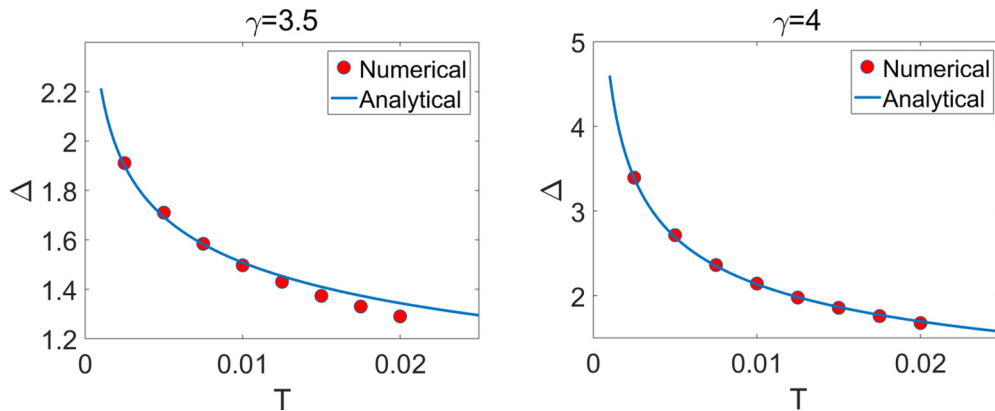 γ=3.5
Numerical
Analytical
2.2
2
1.8
1.6
1.4
1.2
Δ
0
0.01
0.02
T
γ=4
Numerical
Analytical
5
4
3
2
Δ
0
0.01
0.02
T